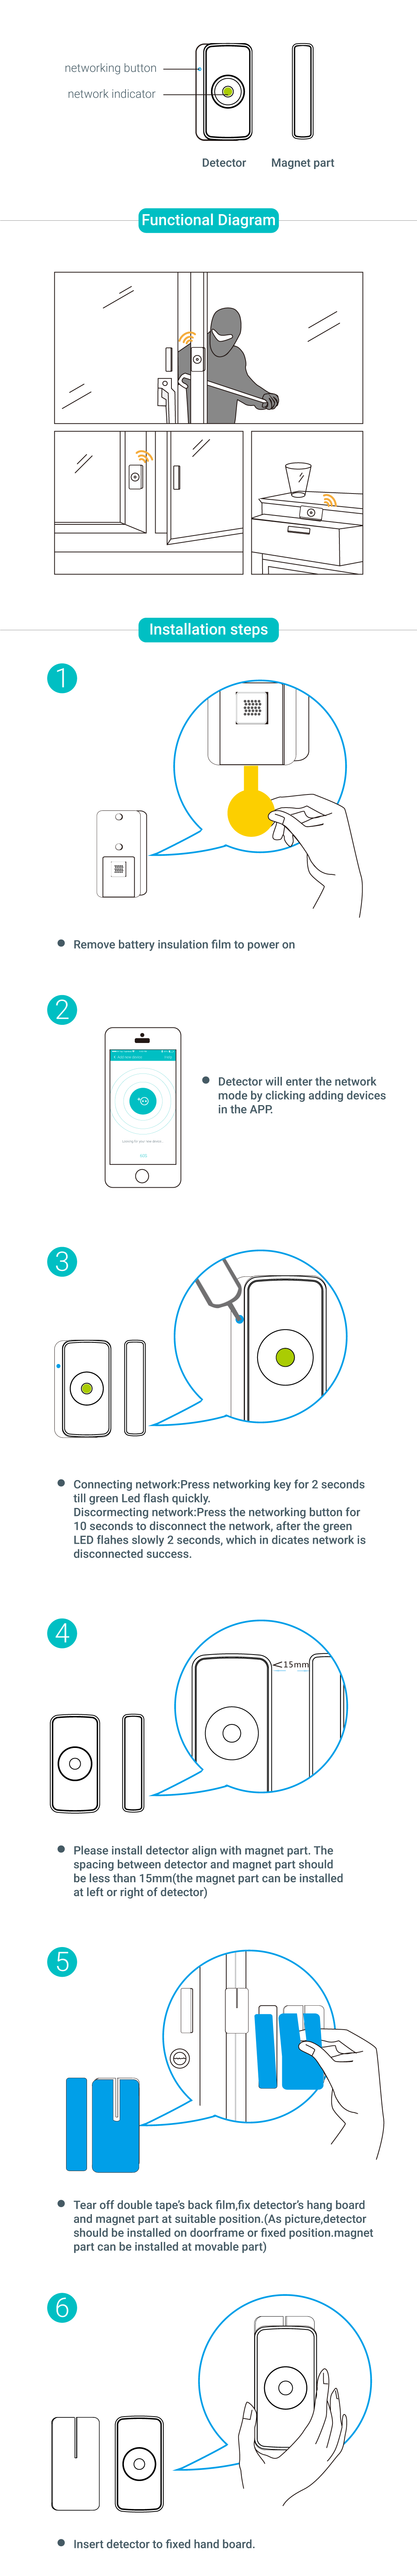 networking button
network indicator
Detector
Magnet part
Functional Diagram
Installation steps
1
Remove battery insulation film to power on
2
Detector will enter the network
mode by clicking adding devices
in the APP.
3
Connecting network:Press networking key for 2 seconds
till green Led flash quickly.
Discormecting network:Press the networking button for
10 seconds to disconnect the network, after the green
LED flahes slowly 2 seconds, which in dicates network is
disconnected success.
4
<15mm
Please install detector align with magnet part. The
spacing between detector and magnet part should
be less than 15mm(the magnet part can be installed
at left or right of detector)
5
Tear off double tape's back film,fix detector's hang board
and magnet part at suitable position.(As picture,detector
should be installed on doorframe or fixed position.magnet
part can be installed at movable part)
6
Insert detector to fixed hand board.